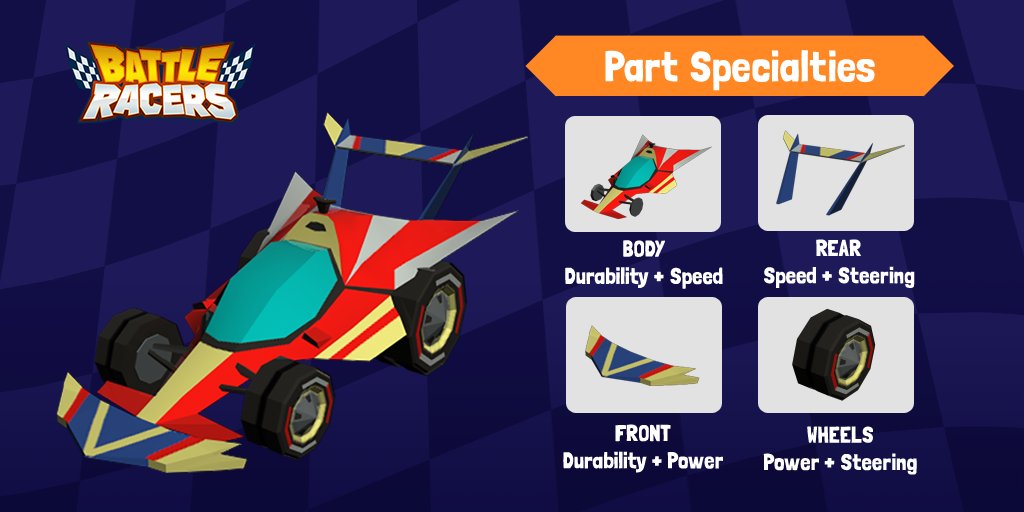 BATTLE
RACERS
Part Specialties
BODY
Durability + Speed
REAR
Speed + Steering
FRONT
Durability + Power
WHEELS
Power + Steering